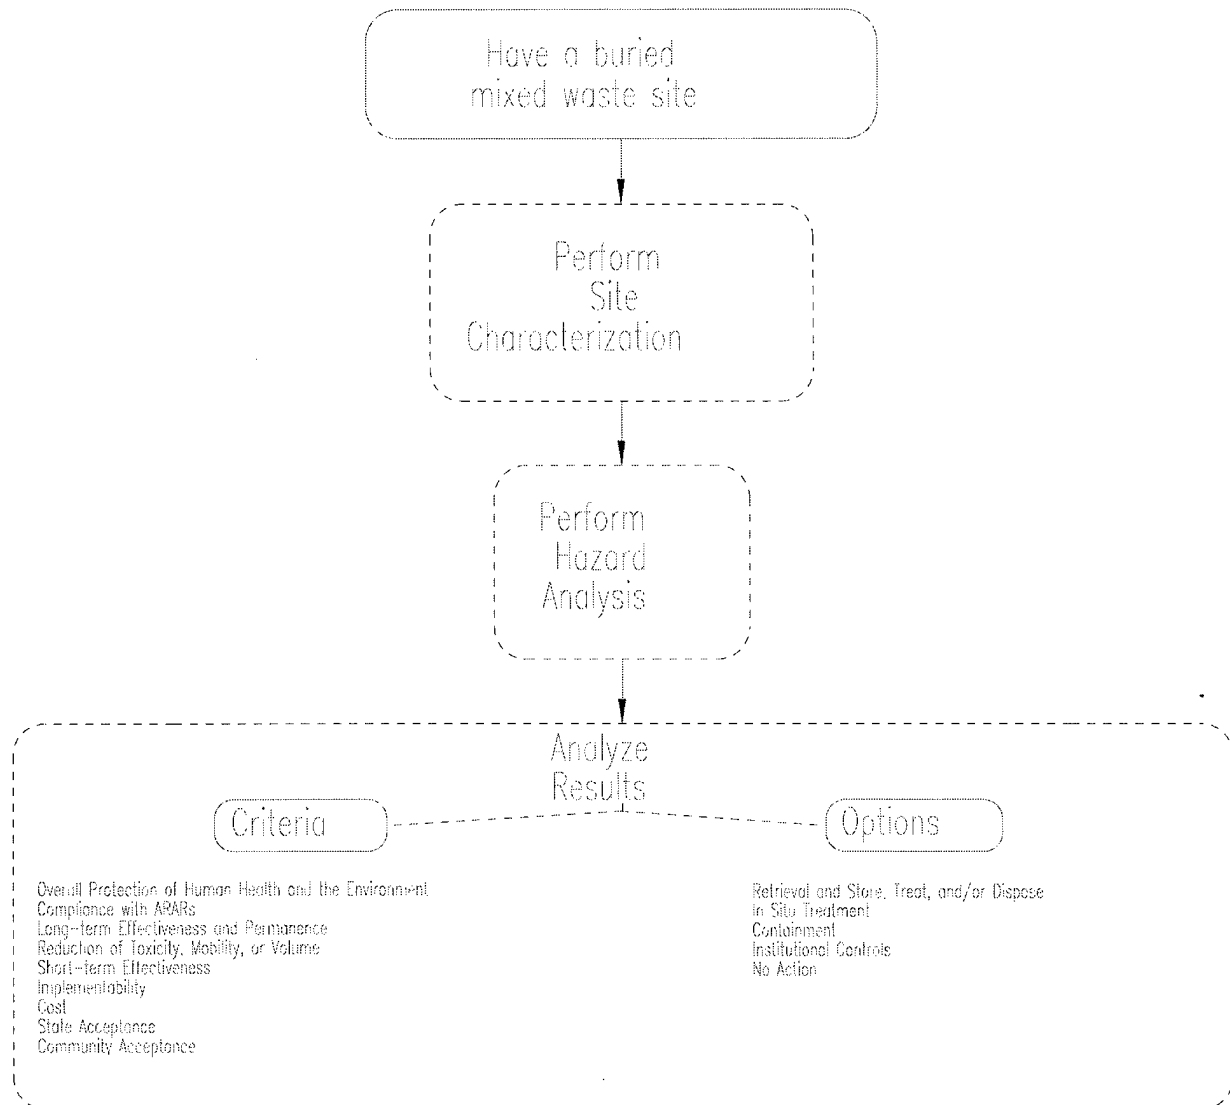 Have a buried
mixed waste site
Perform
Site
Characterization
Perform
Hazard
Analysis
Analyze
Results
Criteria
Options
Overall Protection of Human Health and the Environment
Compliance with ARARs
Long-term Effectiveness and Permanence
Reduction of Toxicity, Mobility, or Volume
Short-term Effectiveness
Implementability
Cost
State Acceptance
Community Acceptance
Retrieval and Store, Treat, and/or Dispose
In Situ Treatment
Containment
Institutional Controls
No Action